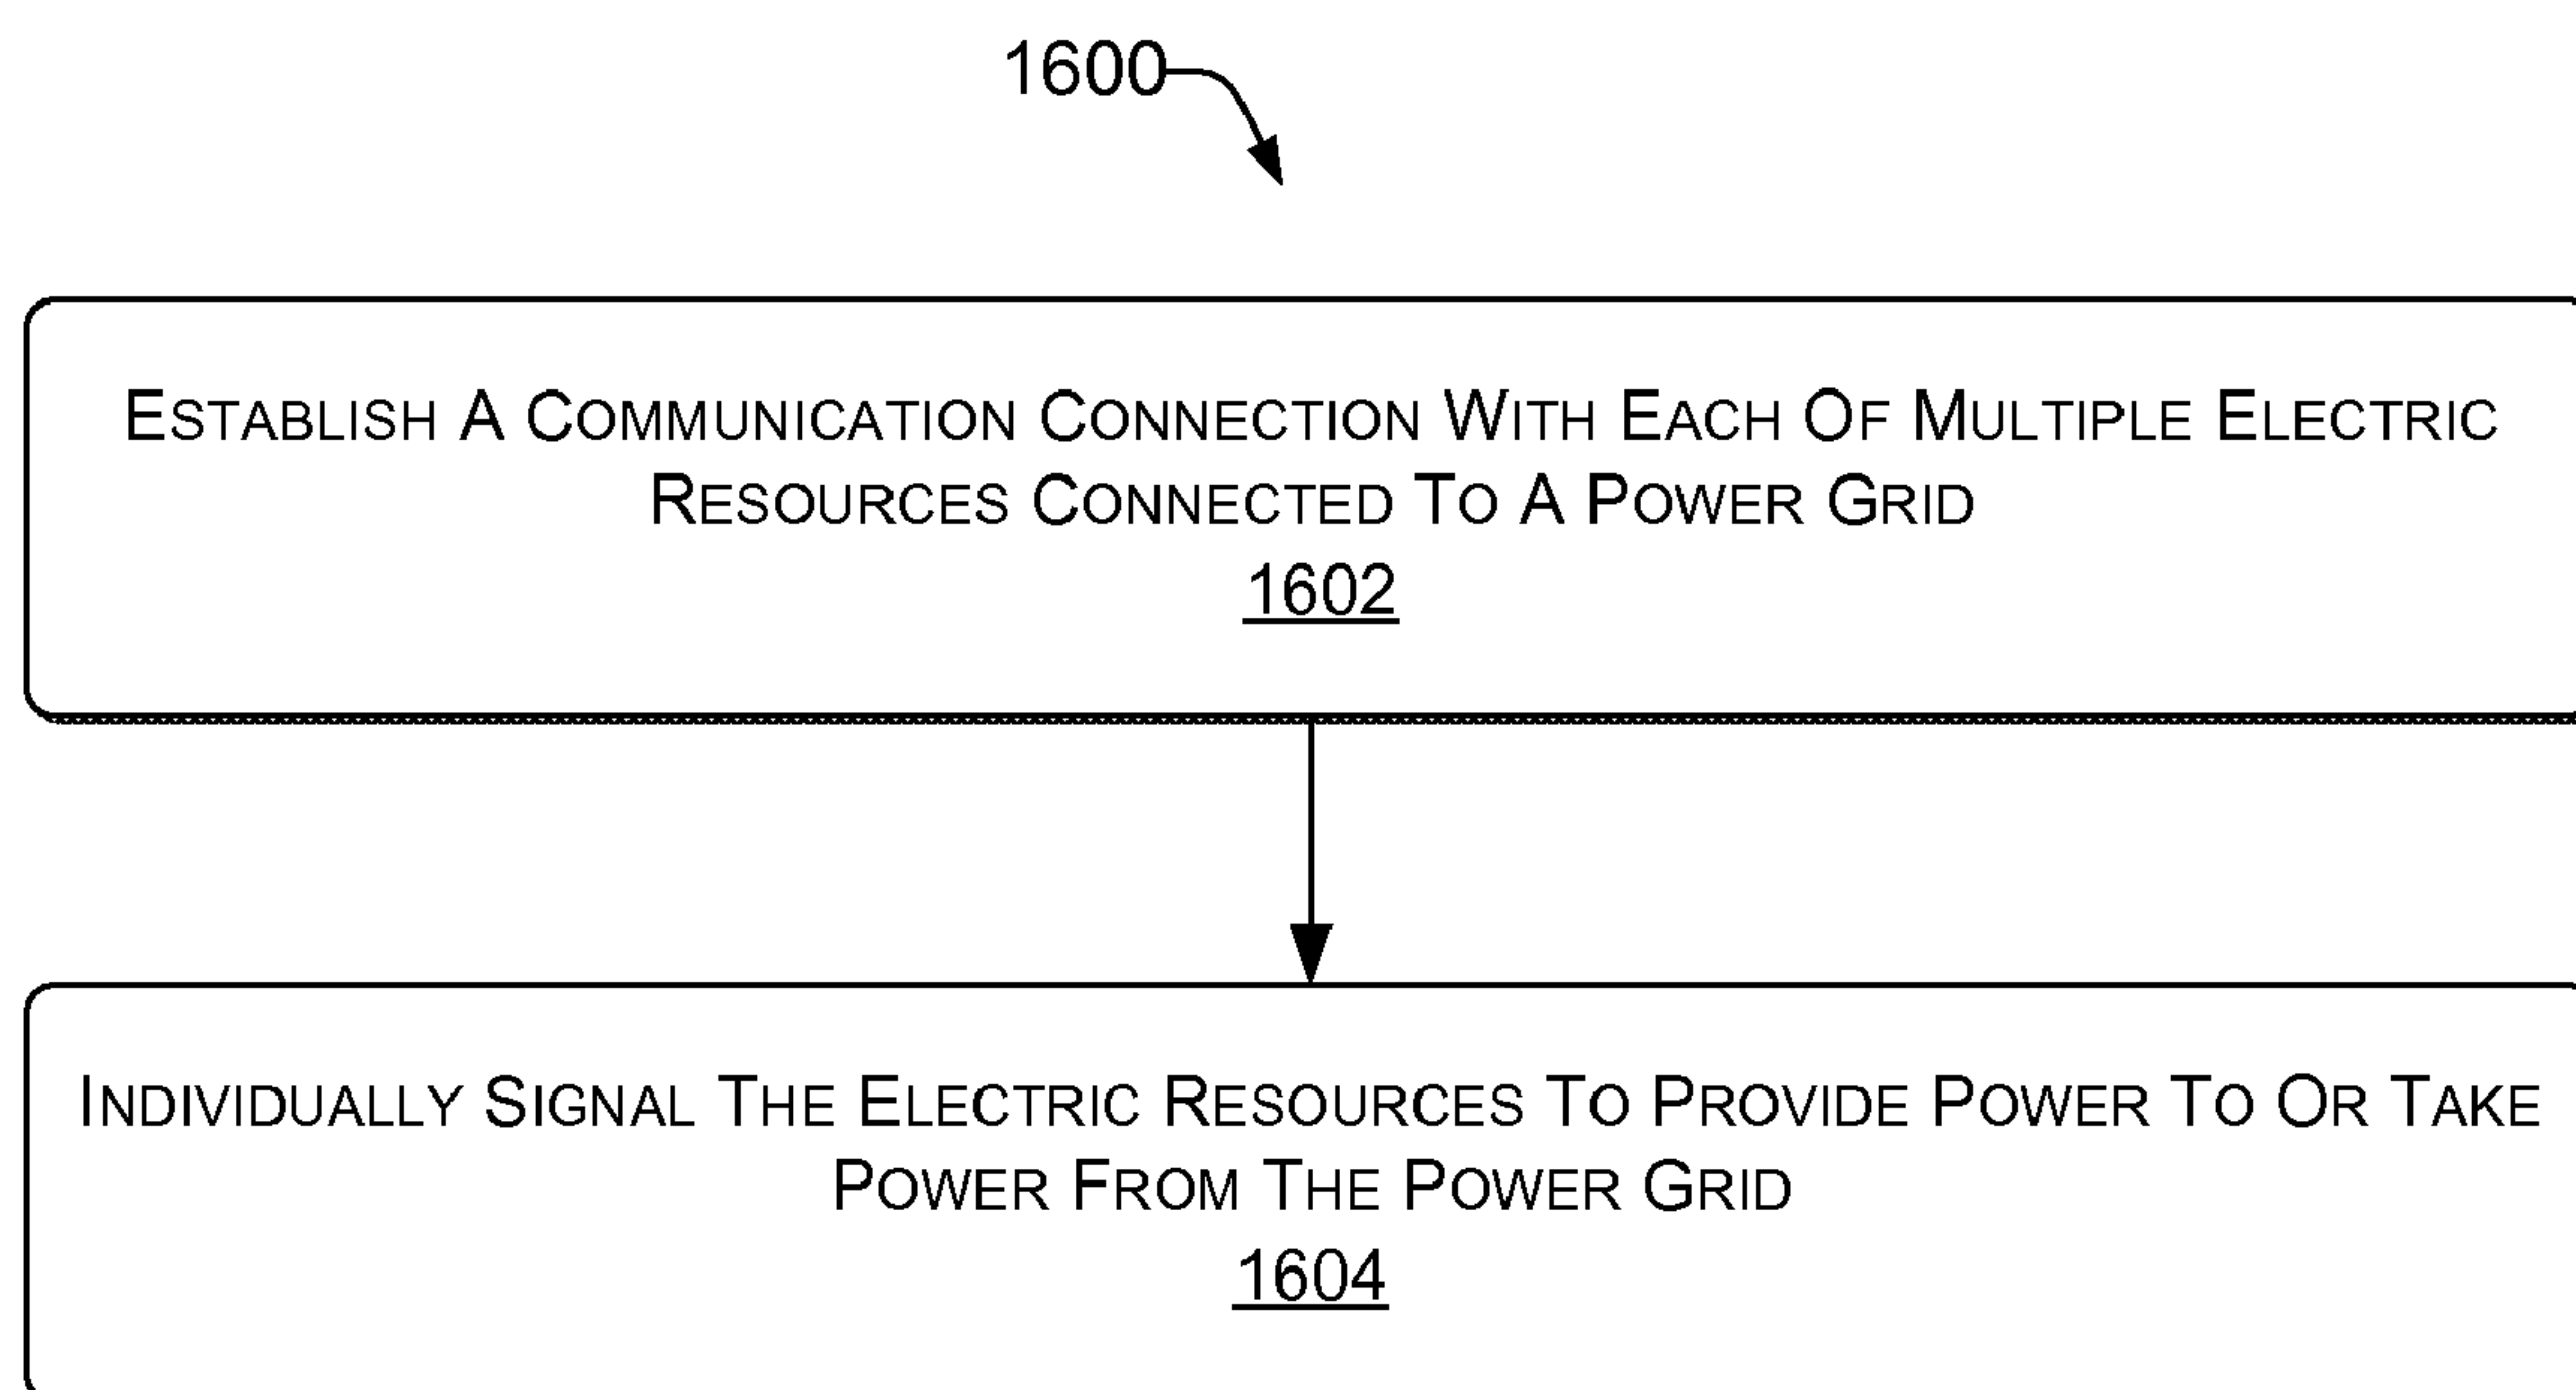 1600
ESTABLISH A COMMUNICATION CONNECTION WITH EACH OF MULTIPLE ELECTRIC
RESOURCES CONNECTED TO A POWER GRID
1602
INDIVIDUALLY SIGNAL THE ELECTRIC RESOURCES TO PROVIDE POWER TO OR TAKE
POWER FROM THE POWER GRID
1604